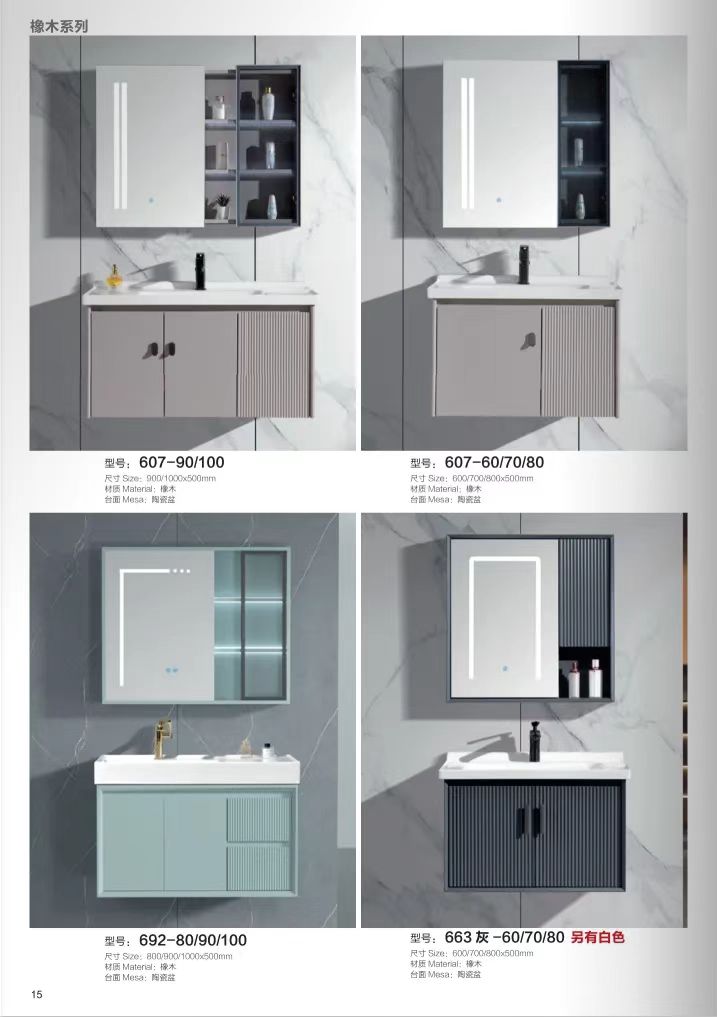 橡木系列
型号：607-90/100
尺寸 Size：900/1000x500mm
材质 Material：橡木
台面 Mesa：陶瓷盆
型号：607-60/70/80
尺寸 Size：600/700/800x500mm
材质 Material：橡木
台面 Mesa：陶瓷盆
型号：692-80/90/100
尺寸 Size：800/900/1000x500mm
材质 Material：橡木
台面 Mesa：陶瓷盆
型号：663 灰 -60/70/80 另有白色
尺寸 Size：600/700/800x500mm
材质 Material：橡木
台面 Mesa：陶瓷盆
15